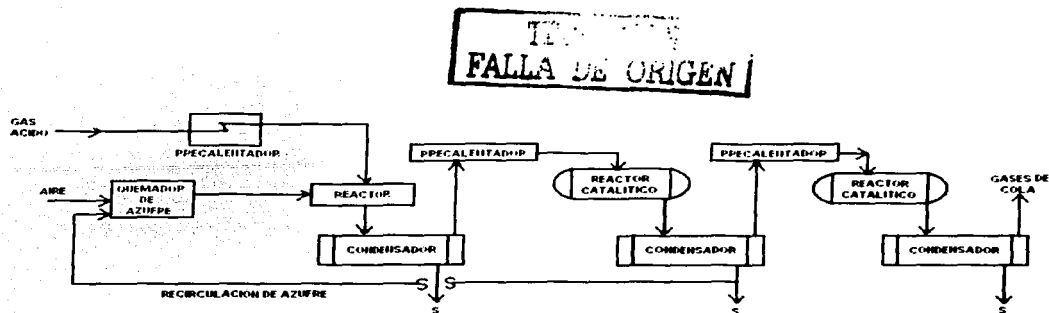 FALLA DE ORIGEN
GAS
ACIDO
PRECALENTADOR
PRECALENTADOR
PRECALENTADOR
AIRE
QUEMADOR
DE
AZUFRE
REACTOR
REACTOR
CATALITICO
REACTOR
CATALITICO
GASES DE
COLA
CONDENSADOR
CONDENSADOR
CONDENSADOR
S S
RECIRCULACION DE AZUFRE
S
S
S